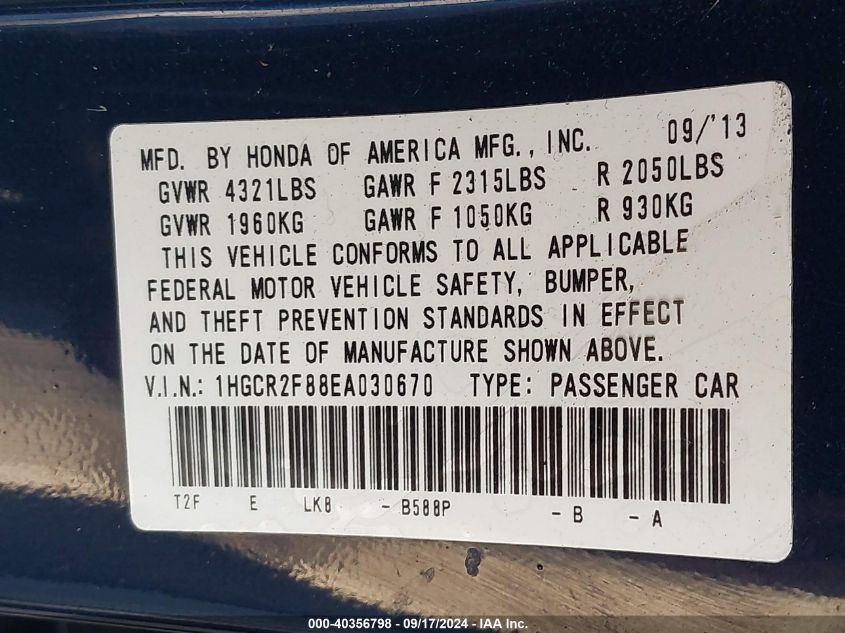 MFD. BY HONDA OF AMERICA MFG., INC. 09/'13
GVWR 4321LBS GAWR F 2315LBS R 2050LBS
GVWR 1960KG GAWR F 1050KG R 930KG
THIS VEHICLE CONFORMS TO ALL APPLICABLE
FEDERAL MOTOR VEHICLE SAFETY, BUMPER,
AND THEFT PREVENTION STANDARDS IN EFFECT
ON THE DATE OF MANUFACTURE SHOWN ABOVE.
V.I.N.: 1HGCR2F88EA030670 TYPE: PASSENGER CAR
T2F E LK8 - B588P - B - A
000-40356798 - 09/17/2024 - IAA Inc.